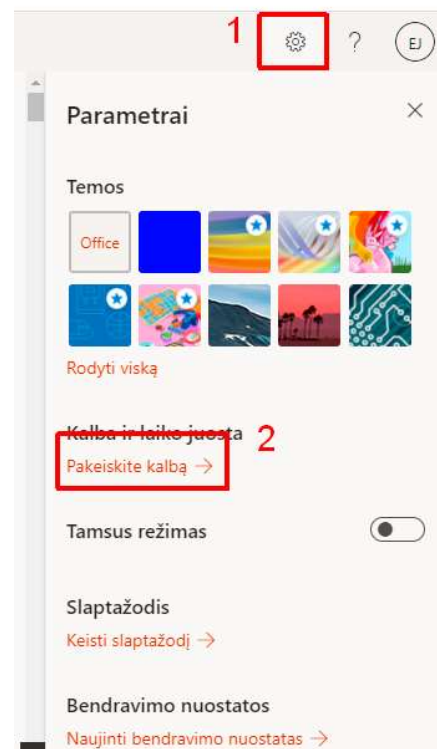 1
? EJ
Parametrai
Temos
Office
Rodyti viską
Kalba ir laiko juosta
2
Pakeiskite kalbą →
Tamsus režimas
Slaptažodis
Keisti slaptažodį →
Bendravimo nuostatos
Naujinti bendravimo nuostatas →